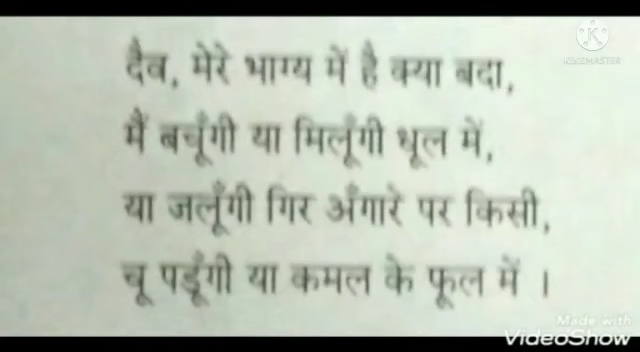 KINEMASTER
दैव, मेरे भाग्य में है क्या बदा,
मैं बचूँगी या मिलूँगी धूल में,
या जलूँगी गिर अँगारे पर किसी,
चू पडूँगी या कमल के फूल में ।
Made with
VideoShow